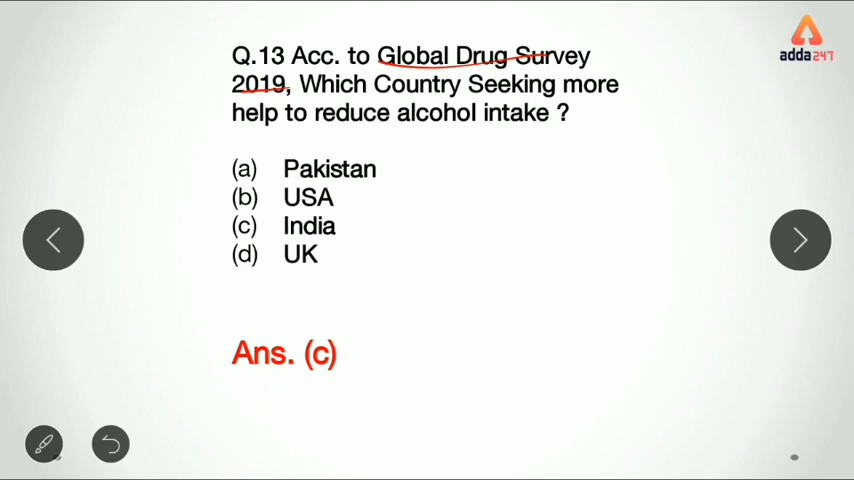 Q.13 Acc. to Global Drug Survey
2019, Which Country Seeking more
help to reduce alcohol intake ?
(a) Pakistan
(b) USA
(c) India
(d) UK
Ans. (c)
adda247